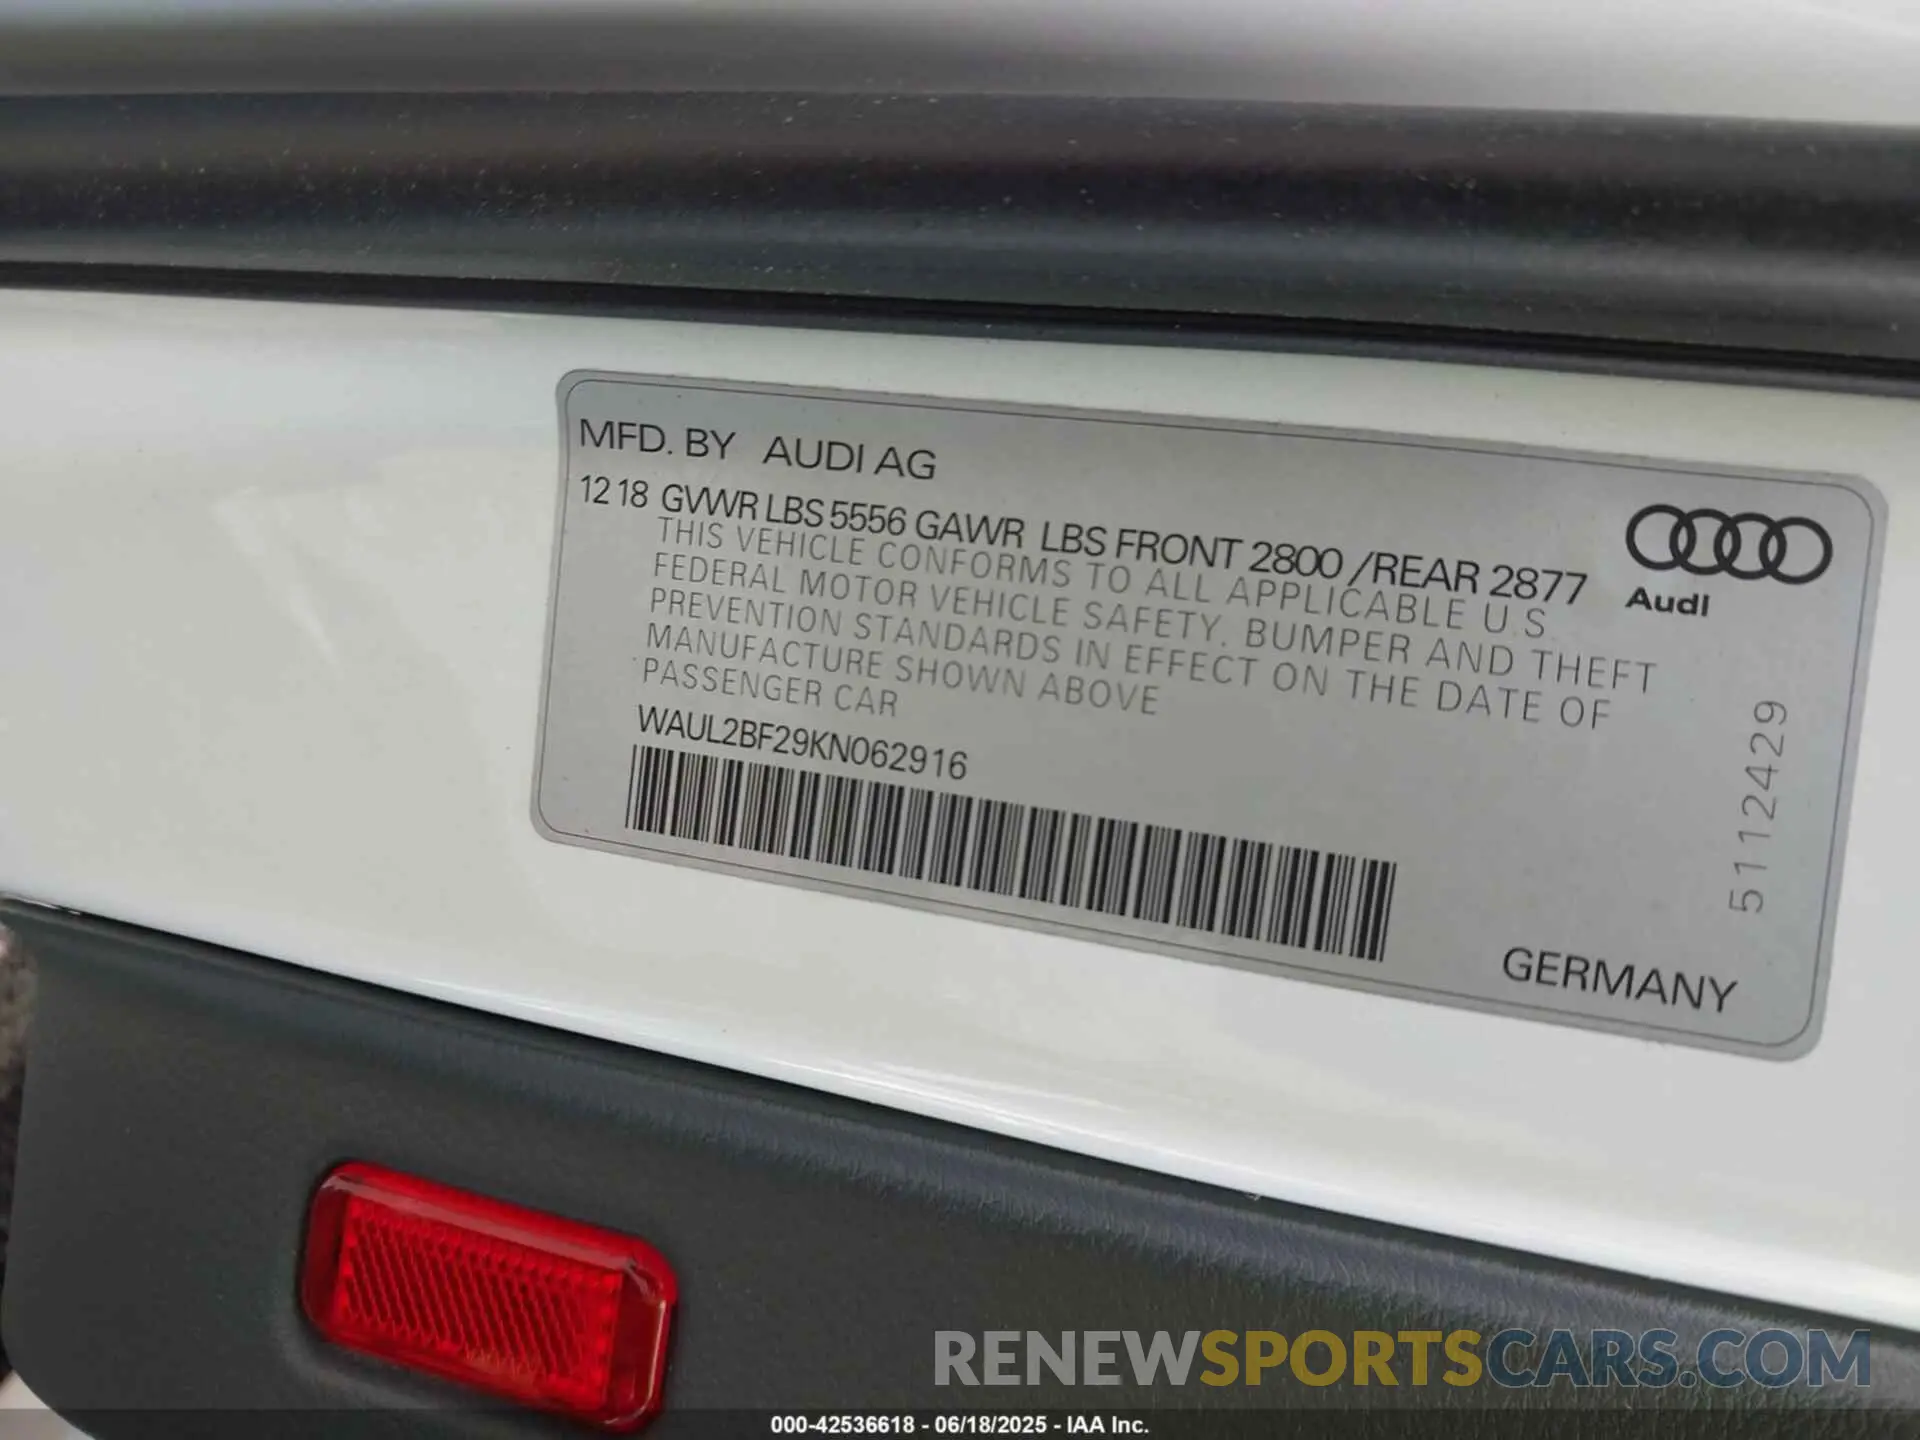 MFD. BY AUDI AG
1218 GVWR LBS 5556 GAWR LBS FRONT 2800 /REAR 2877
THIS VEHICLE CONFORMS TO ALL APPLICABLE U.S.
FEDERAL MOTOR VEHICLE SAFETY. BUMPER AND THEFT
PREVENTION STANDARDS IN EFFECT ON THE DATE OF
MANUFACTURE SHOWN ABOVE
PASSENGER CAR
WAUL2BF29KN062916
Audi
5112429
GERMANY
RENEWSPORTSCARS.COM
000-42536618 - 06/18/2025 - IAA Inc.